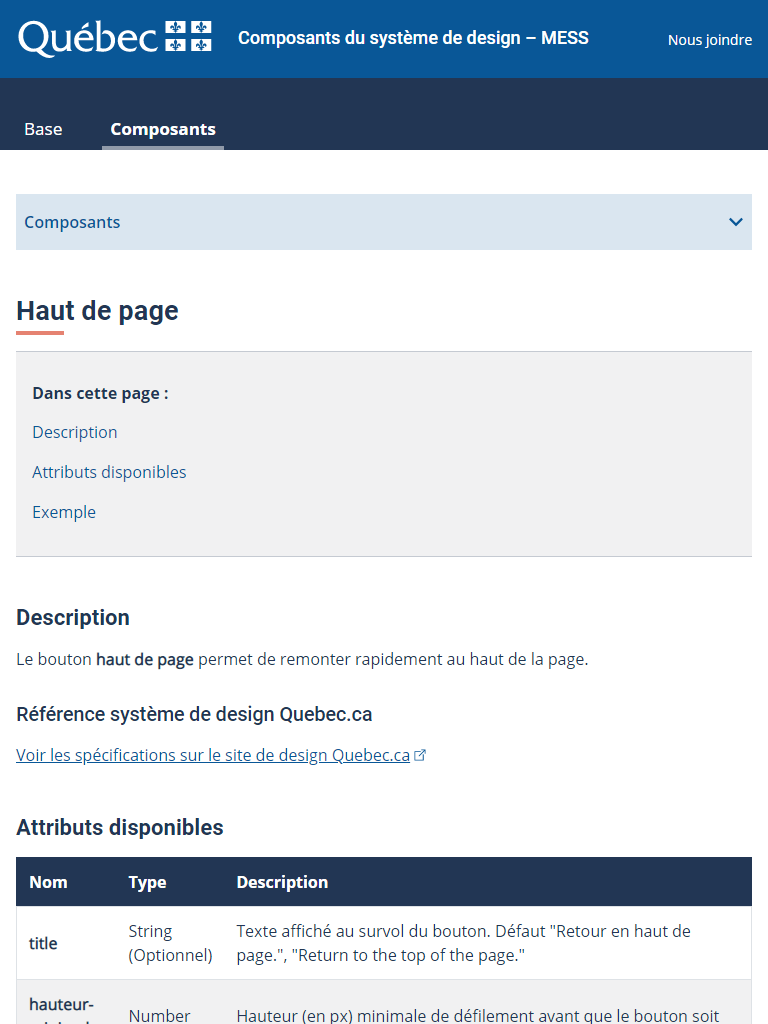 Québec
Composants du système de design – MESS
Nous joindre
Base
Composants
Composants
Haut de page
Dans cette page :
Description
Attributs disponibles
Exemple
Description
Le bouton haut de page permet de remonter rapidement au haut de la page.
Référence système de design Quebec.ca
Voir les spécifications sur le site de design Quebec.ca
Attributs disponibles
Nom Type Description
title
String
(Optionnel)
Texte affiché au survol du bouton. Défaut "Retour en haut de
page.", "Return to the top of the page."
hauteur-
Number
Hauteur (en px) minimale de défilement avant que le bouton soit